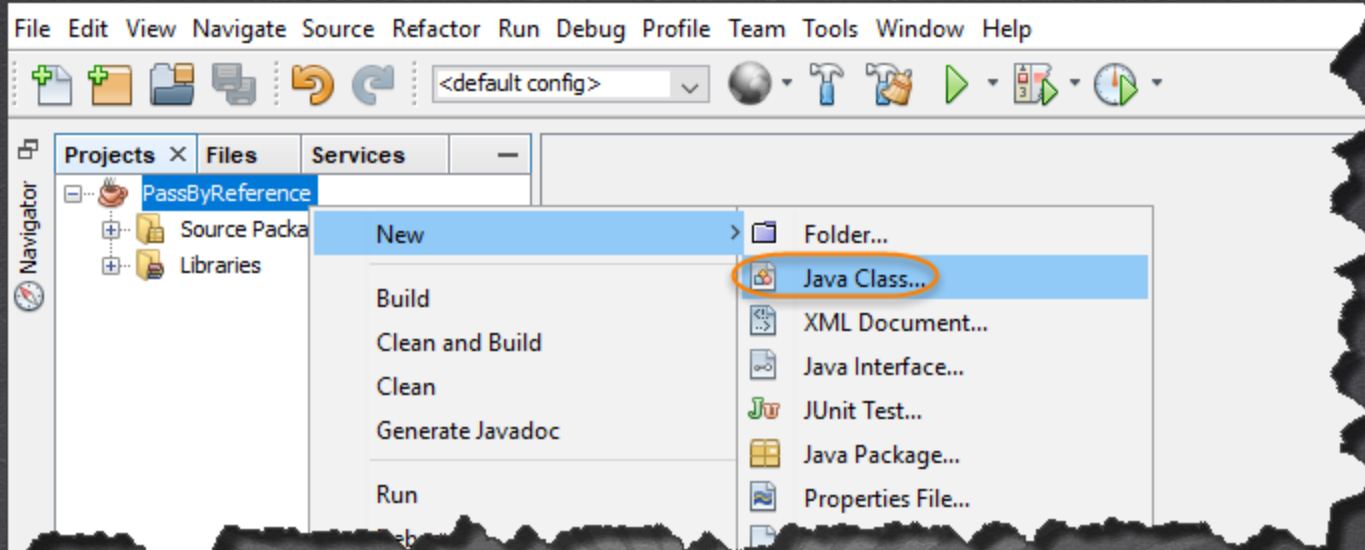 File Edit View Navigate Source Refactor Run Debug Profile Team Tools Window Help
<default config>
Projects Files Services
Navigator
PassByReference
Source Packa
Libraries
New
Build
Clean and Build
Clean
Generate Javadoc
Run
Folder...
Java Class...
XML Document...
Java Interface...
JUnit Test...
Java Package...
Properties File...